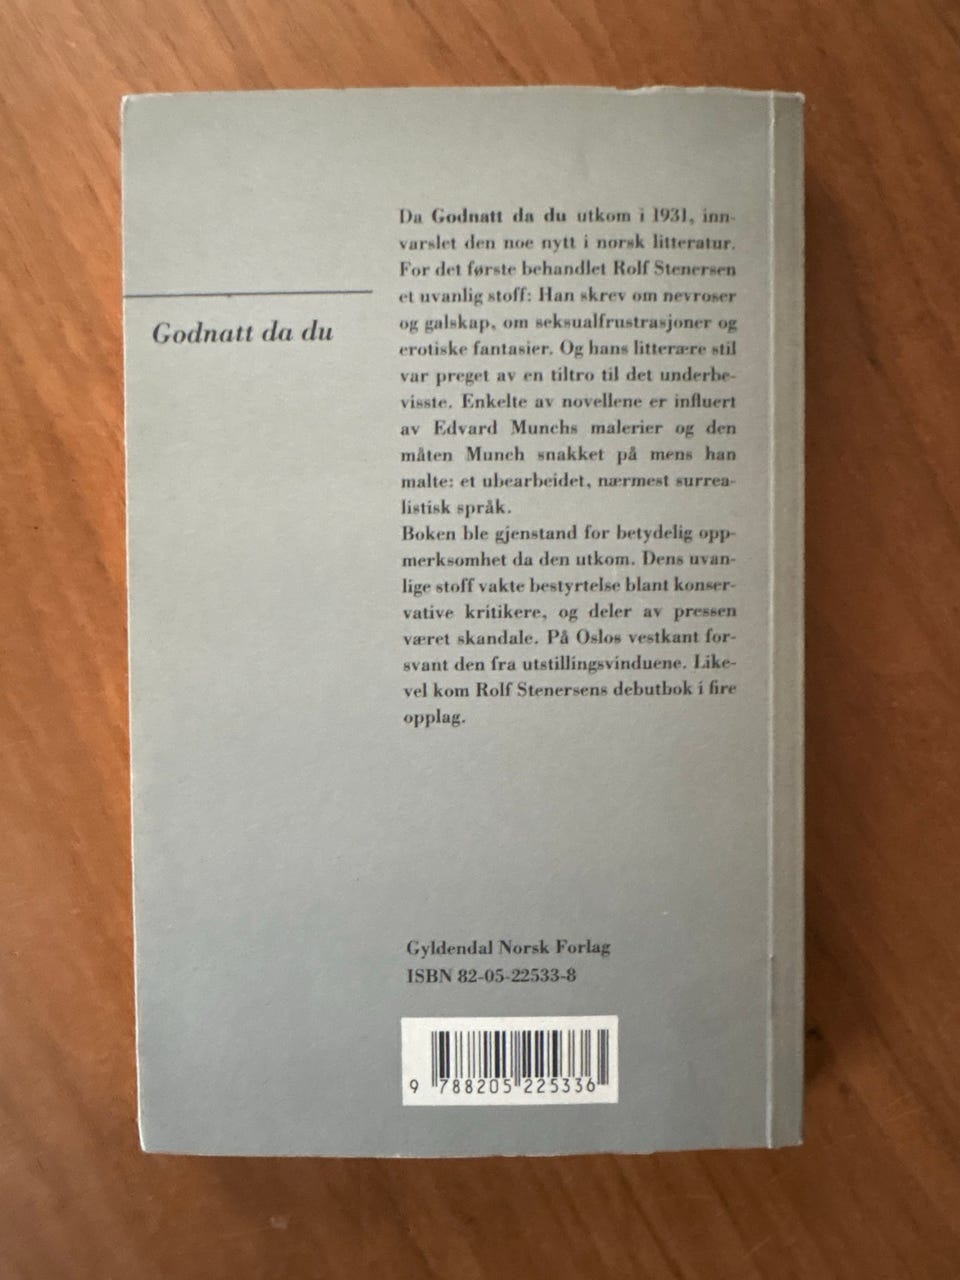 Godnatt da du
Da Godnatt da du utkom i 1931, inn-
varslet den noe nytt i norsk litteratur.
For det første behandlet Rolf Stenersen
et uvanlig stoff: Han skrev om nevroser
og galskap, om seksualfrustrasjoner og
erotiske fantasier. Og hans litterære stil
var preget av en tiltro til det underbe-
visste. Enkelte av novellene er influert
av Edvard Munchs malerier og den
måten Munch snakket på mens han
malte: et ubearbeidet, nærmest surrea-
listisk språk.
Boken ble gjenstand for betydelig opp-
merksomhet da den utkom. Dens uvan-
lige stoff vakte bestyrtelse blant konser-
vative kritikere, og deler av pressen
været skandale. På Oslos vestkant for-
svant den fra utstillingsvinduene. Like-
vel kom Rolf Stenersens debutbok i fire
opplag.
Gyldendal Norsk Forlag
ISBN 82-05-22533-8
9 788205 225336